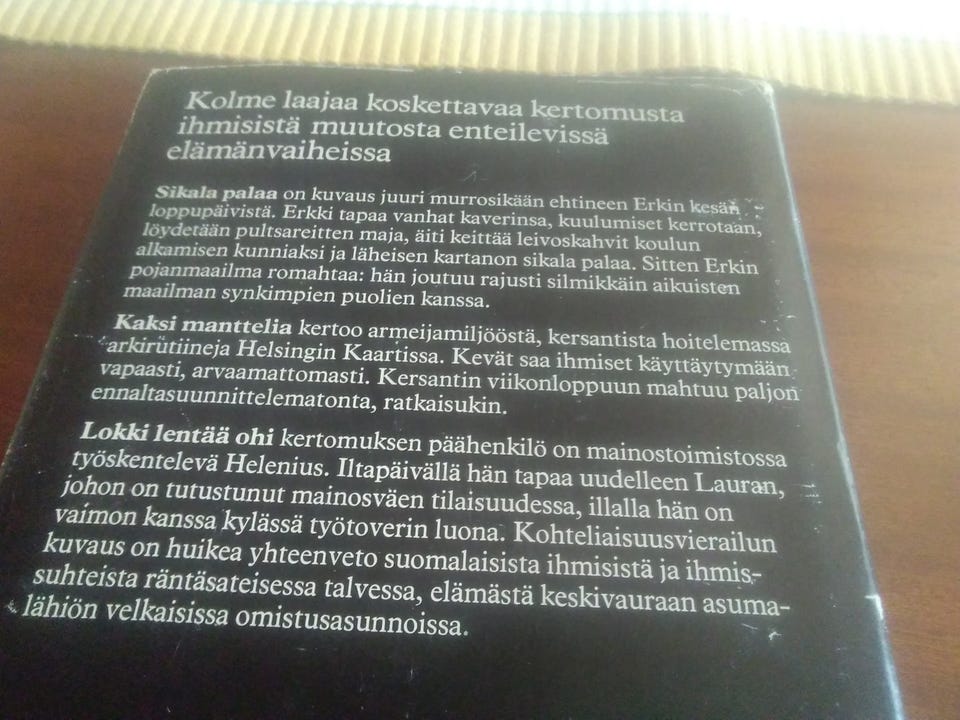 Kolme laajaa koskettavaa kertomusta
ihmisistä muutosta enteilevissä
elämänvaiheissa
Sikala palaa on kuvaus juuri murrosikään ehtineen Erkin kesän
loppupäivistä. Erkki tapaa vanhat kaverinsa, kuulumiset kerrotaan,
löydetään pultsareitten maja, äiti keittää leivoskahvit koulun
alkamisen kunniaksi ja läheisen kartanon sikala palaa. Sitten Erkin
pojanmaailma romahtaa: hän joutuu rajusti silmikkäin aikuisten
maailman synkimpien puolien kanssa.
Kaksi manttelia kertoo armeijamiljööstä, kersantista hoitelemassa
arkirutiineja Helsingin Kaartissa. Kevät saa ihmiset käyttäytymään
vapaasti, arvaamattomasti. Kersantin viikonloppuun mahtuu paljon
ennaltasuunnittelematonta, ratkaisukin.
Lokki lentää ohi kertomuksen päähenkilö on mainostoimistossa
työskentelevä Helenius. Iltapäivällä hän tapaa uudelleen Lauran,
johon on tutustunut mainosväen tilaisuudessa, illalla hän on
vaimon kanssa kylässä työtoverin luona. Kohteliaisuusvierailun
kuvaus on huikea yhteenveto suomalaisista ihmisistä ja ihmis-
suhteista räntäsateisessa talvessa, elämästä keskivauraan asuma-
lähiön velkaisissa omistusasunnoissa.